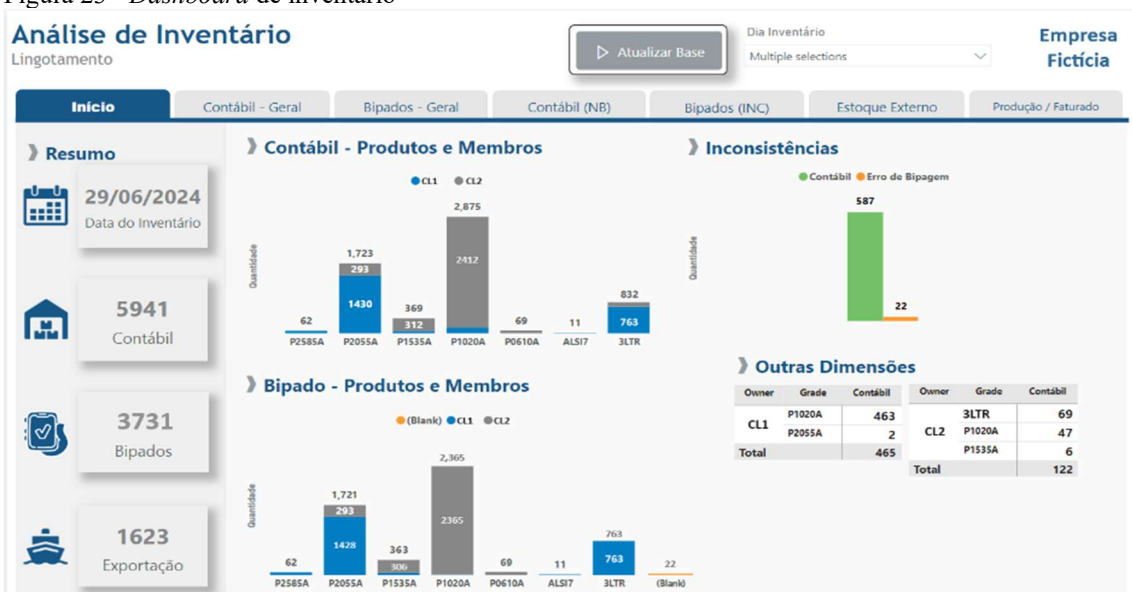 Figura 23 - Dashboard de inventário
Análise de Inventário
Lingotamento
Atualizar Base
Dia Inventário
Multiple selections
Empresa
Fictícia
Início
Contábil - Geral
Bipados - Geral
Contábil (NB)
Bipados (INC)
Estoque Externo
Produção / Faturado
Resumo
29/06/2024
Data do Inventário
5941
Contábil
3731
Bipados
1623
Exportação
Contábil - Produtos e Membros
CL1 CL2
Quantidade
2,875
2412
1,723
293
1430
832
763
369
312
62
69
11
P2585A P2055A P1535A P1020A P0610A ALSI7 3LTR
Bipado - Produtos e Membros
(Blank) CL1 CL2
Quantidade
2,365
2365
1,721
293
1428
763
763
363
306
62
69
11
22
P2585A P2055A P1535A P1020A P0610A ALSI7 3LTR (Blank)
Inconsistências
Contábil Erro de Bipagem
Quantidade
587
22
Outras Dimensões
Owner Grade Contábil
CL1 P1020A 463
P2055A 2
Total 465
Owner Grade Contábil
3LTR 69
CL2 P1020A 47
P1535A 6
Total 122